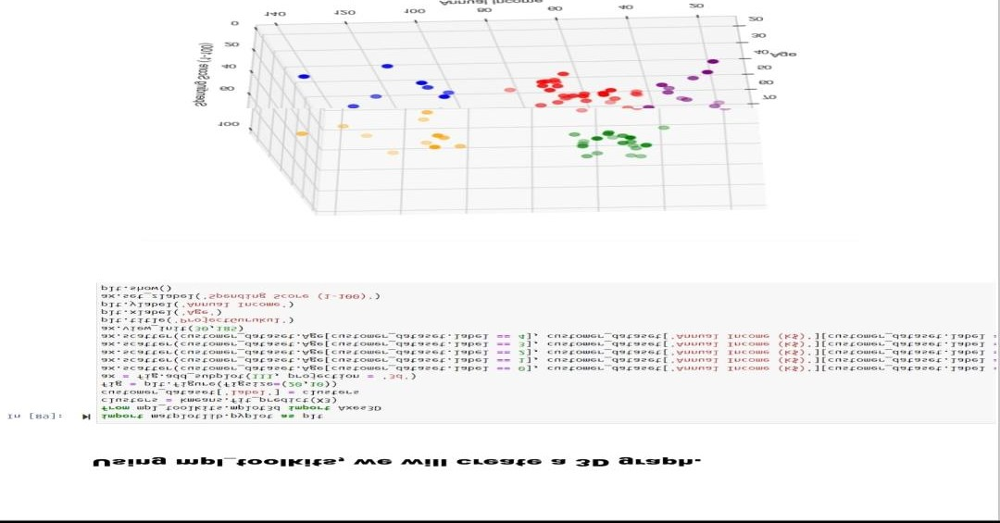 Using mpl_toolkits, we will create a 3D graph.
In [89]: import matplotlib.pyplot as plt
from mpl_toolkits.mplot3d import Axes3D
clusters = kmeans.fit_predict(X3)
customer_dataset['label'] = clusters
fig = plt.figure(figsize=(20,10))
ax = fig.add_subplot(111, projection = '3d')
ax.scatter(customer_dataset.Age[customer_dataset.label == 0], customer_dataset['Annual Income (k$)'][customer_dataset.label =
ax.scatter(customer_dataset.Age[customer_dataset.label == 1], customer_dataset['Annual Income (k$)'][customer_dataset.label =
ax.scatter(customer_dataset.Age[customer_dataset.label == 2], customer_dataset['Annual Income (k$)'][customer_dataset.label =
ax.scatter(customer_dataset.Age[customer_dataset.label == 3], customer_dataset['Annual Income (k$)'][customer_dataset.label =
ax.scatter(customer_dataset.Age[customer_dataset.label == 4], customer_dataset['Annual Income (k$)'][customer_dataset.label =
ax.view_init(30,185)
plt.title('ProjectGurukul')
plt.xlabel('Age')
plt.ylabel('Annual Income')
ax.set_zlabel('Spending Score (1-100)')
plt.show()
100
60
40
20
0
Spending Score (1-100)
70
60
50
40
30
20
Age
140 120 100 80 60 40 20
Annual Income